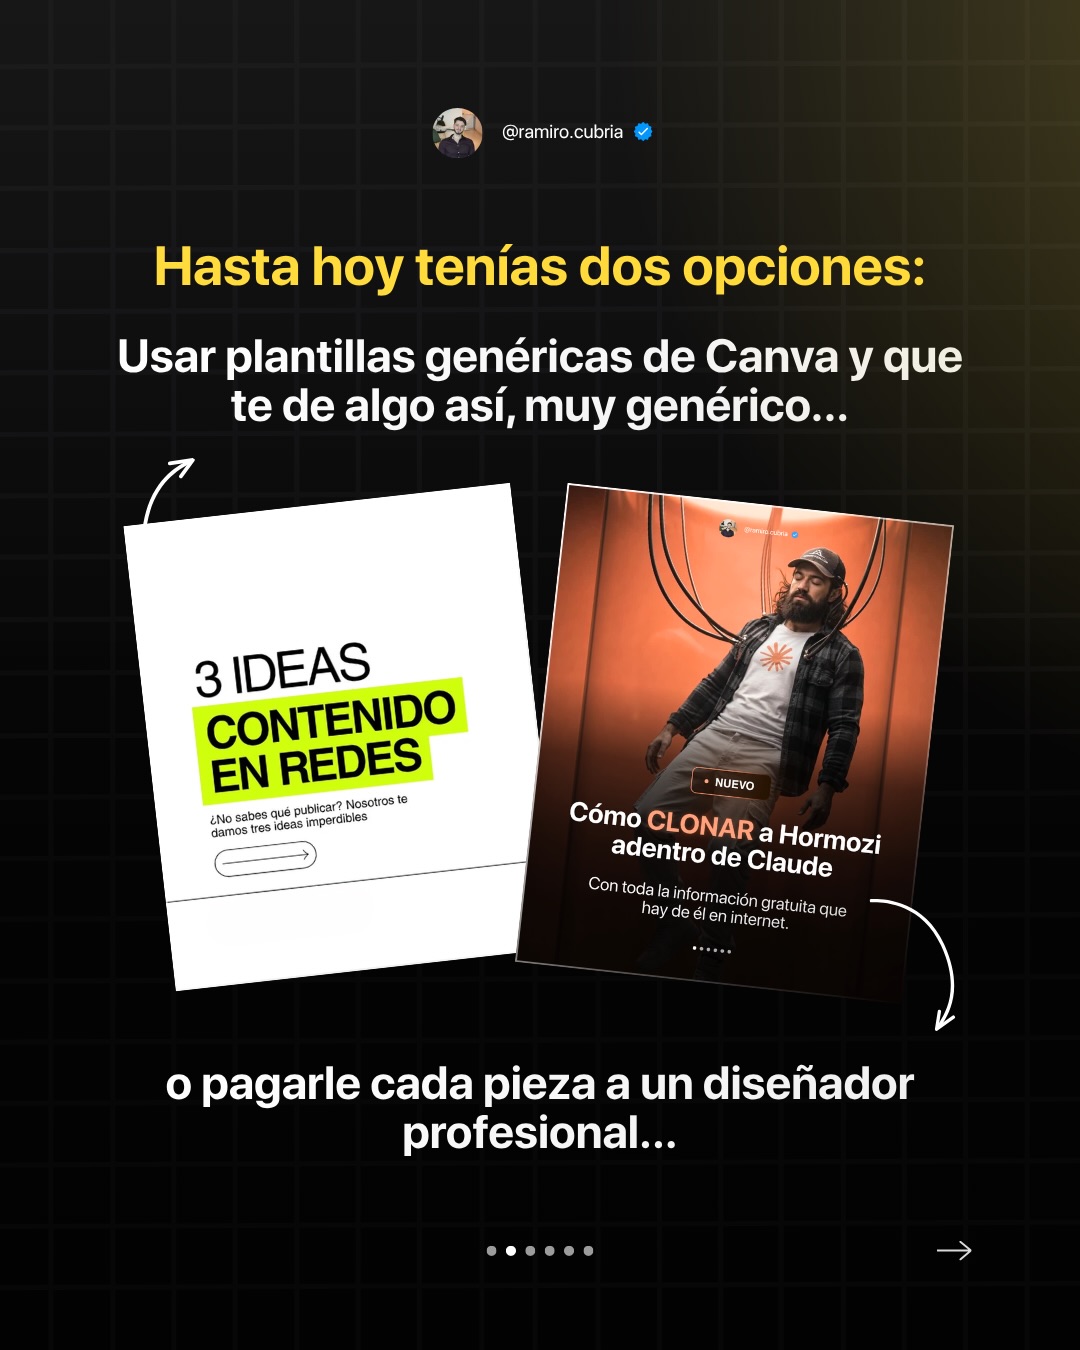 @ramiro.cubria
Hasta hoy tenías dos opciones:
Usar plantillas genéricas de Canva y que
te de algo así, muy genérico...
3 IDEAS
CONTENIDO
EN REDES
¿No sabes qué publicar? Nosotros te
damos tres ideas imperdibles
@ramiro.cubria
NUEVO
Cómo CLONAR a Hormozi
adentro de Claude
Con toda la información gratuita que
hay de él en internet.
o pagarle cada pieza a un diseñador
profesional...